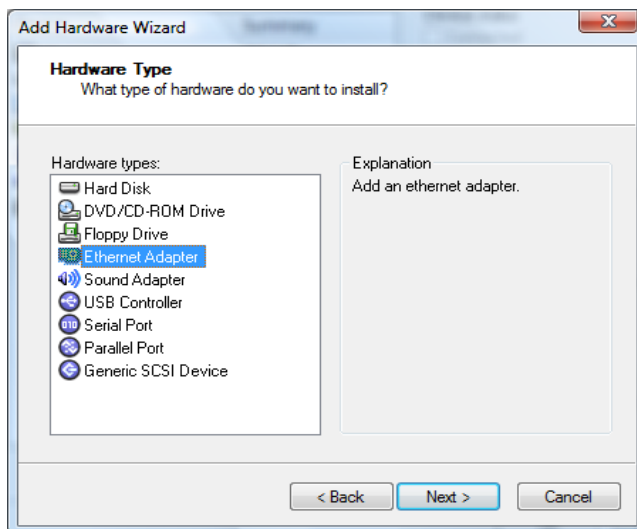 Add Hardware Wizard
Summary
Hardware Type
What type of hardware do you want to install?
Hardware types:
Hard Disk
DVD/CD-ROM Drive
Floppy Drive
Ethernet Adapter
Sound Adapter
USB Controller
Serial Port
Parallel Port
Generic SCSI Device
Explanation
Add an ethernet adapter.
< Back
Next >
Cancel